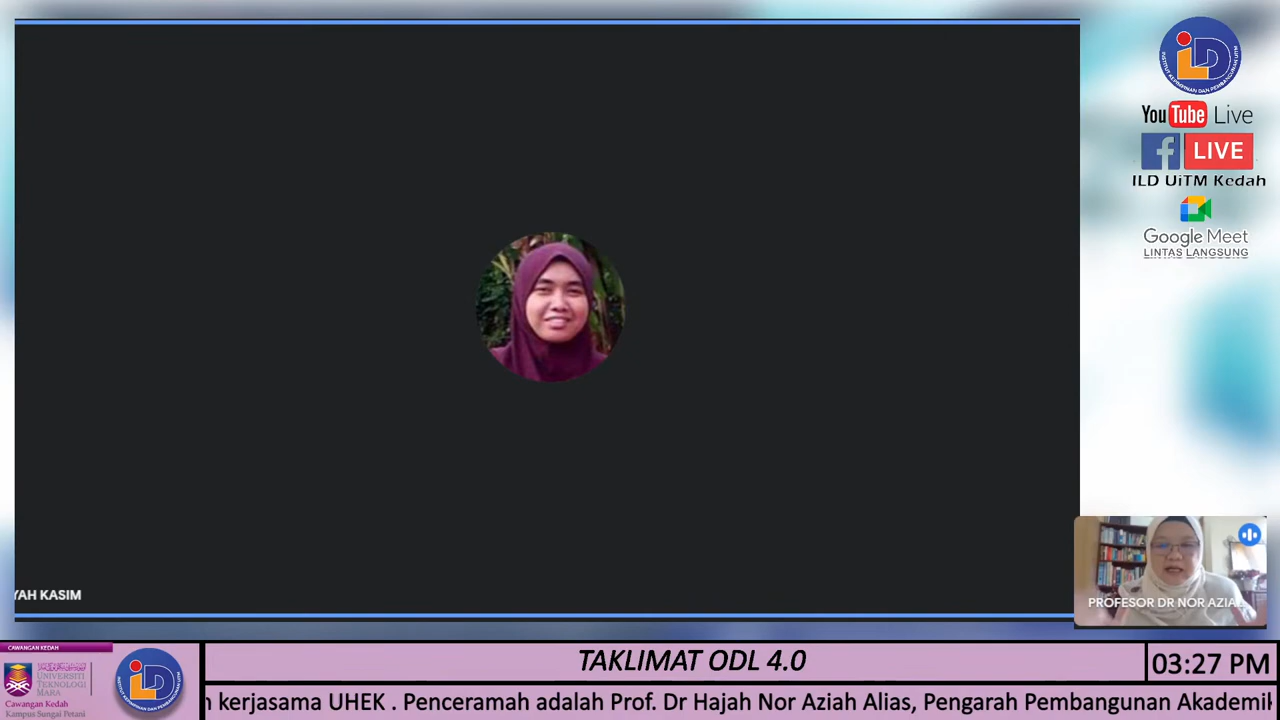 YouTube Live
LIVE
ILD UiTM Kedah
Google Meet
LINTAS LANGSUNG
YAH KASIM
PROFESOR DR NOR AZIA
CAWANGAN KEDAH
UNIVERSITI
TEKNOLOGI
MARA
Cawangan Kedah
Kampus Sungai Petani
TAKLIMAT ODL 4.0
03:27 PM
n kerjasama UHEK . Penceramah adalah Prof. Dr Hajah Nor Aziah Alias, Pengarah Pembangunan Akademik